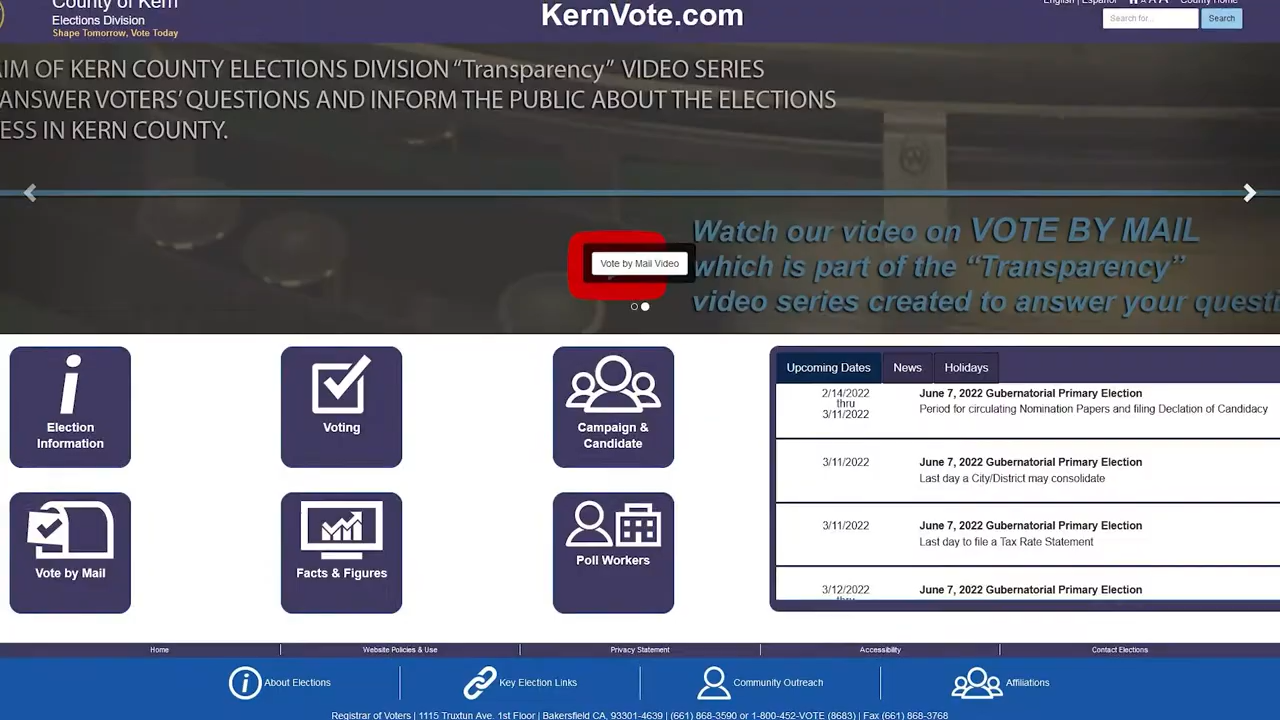 County of Kern
Elections Division
Shape Tomorrow, Vote Today
KernVote.com
English | Español
A A A
County Home
Search for...
Search
IM OF KERN COUNTY ELECTIONS DIVISION “Transparency” VIDEO SERIES
ANSWER VOTERS’ QUESTIONS AND INFORM THE PUBLIC ABOUT THE ELECTIONS
ESS IN KERN COUNTY.
Watch our video on VOTE BY MAIL
which is part of the “Transparency”
video series created to answer your questi
Vote by Mail Video
Election
Information
Voting
Campaign &
Candidate
Vote by Mail
Facts & Figures
Poll Workers
Upcoming Dates
News
Holidays
2/14/2022
thru
3/11/2022
June 7, 2022 Gubernatorial Primary Election
Period for circulating Nomination Papers and filing Declation of Candidacy
3/11/2022
June 7, 2022 Gubernatorial Primary Election
Last day a City/District may consolidate
3/11/2022
June 7, 2022 Gubernatorial Primary Election
Last day to file a Tax Rate Statement
3/12/2022
thru
June 7, 2022 Gubernatorial Primary Election
Home
Website Policies & Use
Privacy Statement
Accessibility
Contact Elections
About Elections
Key Election Links
Community Outreach
Affiliations
Registrar of Voters | 1115 Truxtun Ave. 1st Floor | Bakersfield CA, 93301-4639 | (661) 868-3590 or 1-800-452-VOTE (8683) | Fax (661) 868-3768